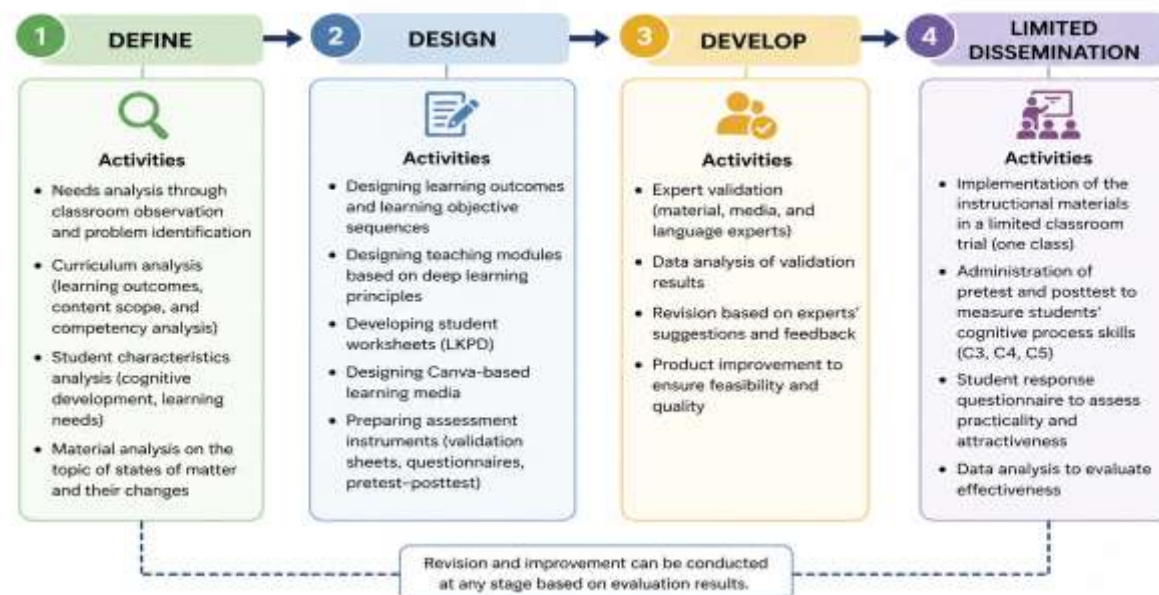 1
DEFINE
Activities
• Needs analysis through
classroom observation
and problem identification
• Curriculum analysis
(learning outcomes,
content scope, and
competency analysis)
• Student characteristics
analysis (cognitive
development, learning
needs)
• Material analysis on the
topic of states of matter
and their changes
2
DESIGN
Activities
• Designing learning outcomes
and learning objective
sequences
• Designing teaching modules
based on deep learning
principles
• Developing student
worksheets (LKPD)
• Designing Canva-based
learning media
• Preparing assessment
instruments (validation
sheets, questionnaires,
pretest–posttest)
3
DEVELOP
Activities
• Expert validation
(material, media, and
language experts)
• Data analysis of validation
results
• Revision based on experts'
suggestions and feedback
• Product improvement to
ensure feasibility and
quality
4
LIMITED
DISSEMINATION
Activities
• Implementation of the
instructional materials
in a limited classroom
trial (one class)
• Administration of
pretest and posttest to
measure students'
cognitive process skills
(C3, C4, C5)
• Student response
questionnaire to assess
practicality and
attractiveness
• Data analysis to evaluate
effectiveness
Revision and improvement can be conducted
at any stage based on evaluation results.